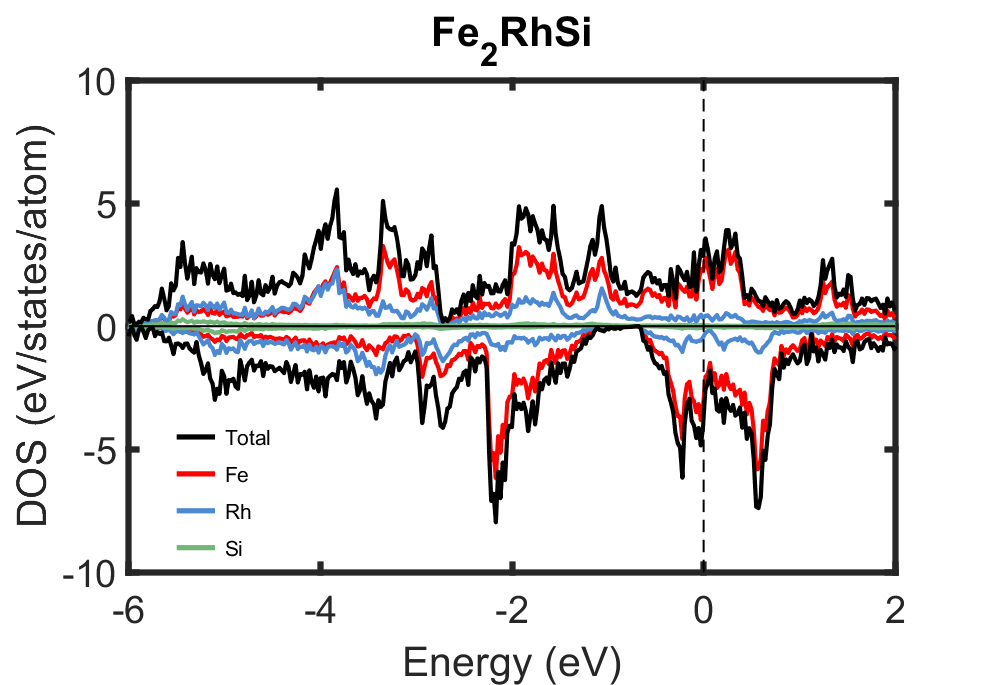 Fe2RhSi
DOS (eV/states/atom)
10
5
0
-5
-10
Total
Fe
Rh
Si
-6 -4 -2 0 2
Energy (eV)